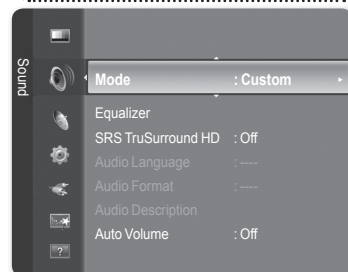 Sound
Mode : Custom
Equalizer
SRS TruSurround HD : Off
Audio Language : ----
Audio Format : ----
Audio Description
Auto Volume : Off
?